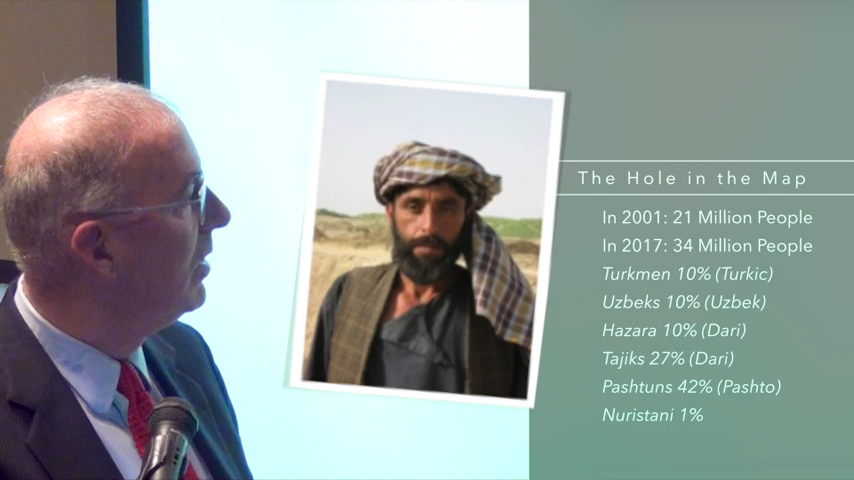 The Hole in the Map
In 2001: 21 Million People
In 2017: 34 Million People
Turkmen 10% (Turkic)
Uzbeks 10% (Uzbek)
Hazara 10% (Dari)
Tajiks 27% (Dari)
Pashtuns 42% (Pashto)
Nuristani 1%